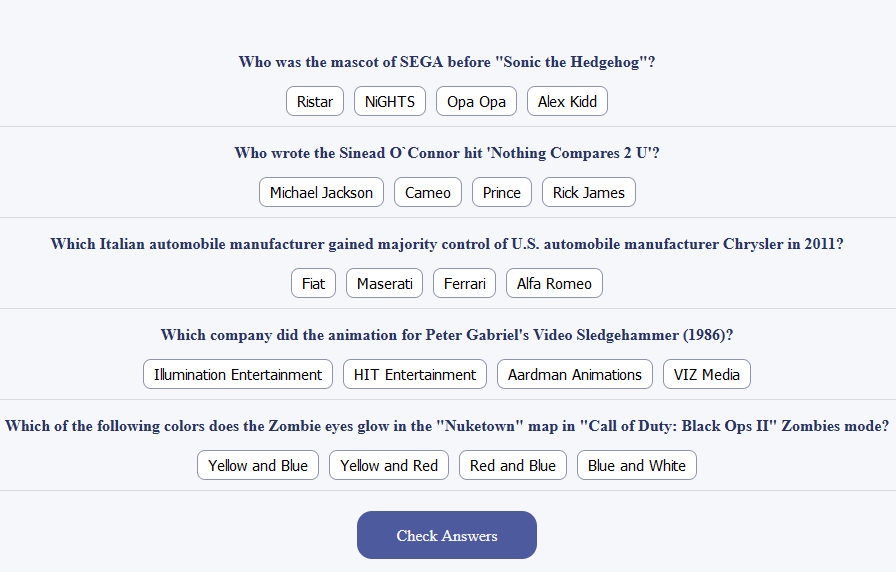 Who was the mascot of SEGA before "Sonic the Hedgehog"?
Ristar NiGHTS Opa Opa Alex Kidd
Who wrote the Sinead O`Connor hit 'Nothing Compares 2 U'?
Michael Jackson Cameo Prince Rick James
Which Italian automobile manufacturer gained majority control of U.S. automobile manufacturer Chrysler in 2011?
Fiat Maserati Ferrari Alfa Romeo
Which company did the animation for Peter Gabriel's Video Sledgehammer (1986)?
Illumination Entertainment HIT Entertainment Aardman Animations VIZ Media
Which of the following colors does the Zombie eyes glow in the "Nuketown" map in "Call of Duty: Black Ops II" Zombies mode?
Yellow and Blue Yellow and Red Red and Blue Blue and White
Check Answers